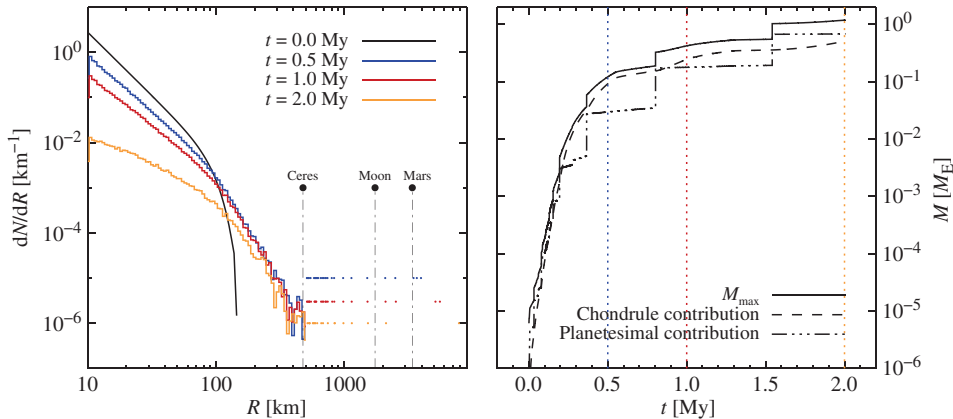 10^0
10^-2
10^-4
10^-6
dN/dR [km^-1]
t = 0.0 My
t = 0.5 My
t = 1.0 My
t = 2.0 My
Ceres
Moon
Mars
10
100
1000
R [km]
10^0
10^-1
10^-2
10^-3
10^-4
10^-5
10^-6
M [M_E]
M_max
Chondrule contribution
Planetesimal contribution
0.0
0.5
1.0
1.5
2.0
t [My]